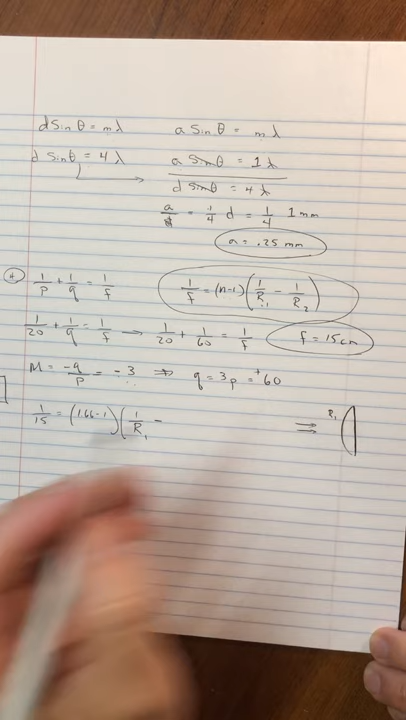 d sin θ = mλ    a sin θ = mλ
d sin θ = 4λ → a sin θ = 1λ
d sin θ = 4λ
a/d = 1/4  d = 1/4 1mm
a = .25 mm
④ 1/p + 1/q = 1/f    1/f = (n-1)(1/R₁ - 1/R₂)
1/20 + 1/q = 1/f → 1/20 + 1/60 = 1/f    f = 15cm
M = -q/p = -3 ⇒ q = 3p = +60
1/15 = (1.66-1)(1/R₁ -    ⇒ R₁